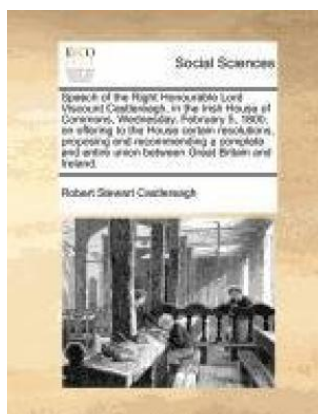 ECCO
Social Sciences
Speech of the Right Honourable Lord
Viscount Castlereagh, in the Irish House of
Commons, Wednesday, February 5, 1800,
on offering to the House certain resolutions,
proposing and recommending a complete
and entire union between Great Britain and
Ireland.
Robert Stewart Castlereagh